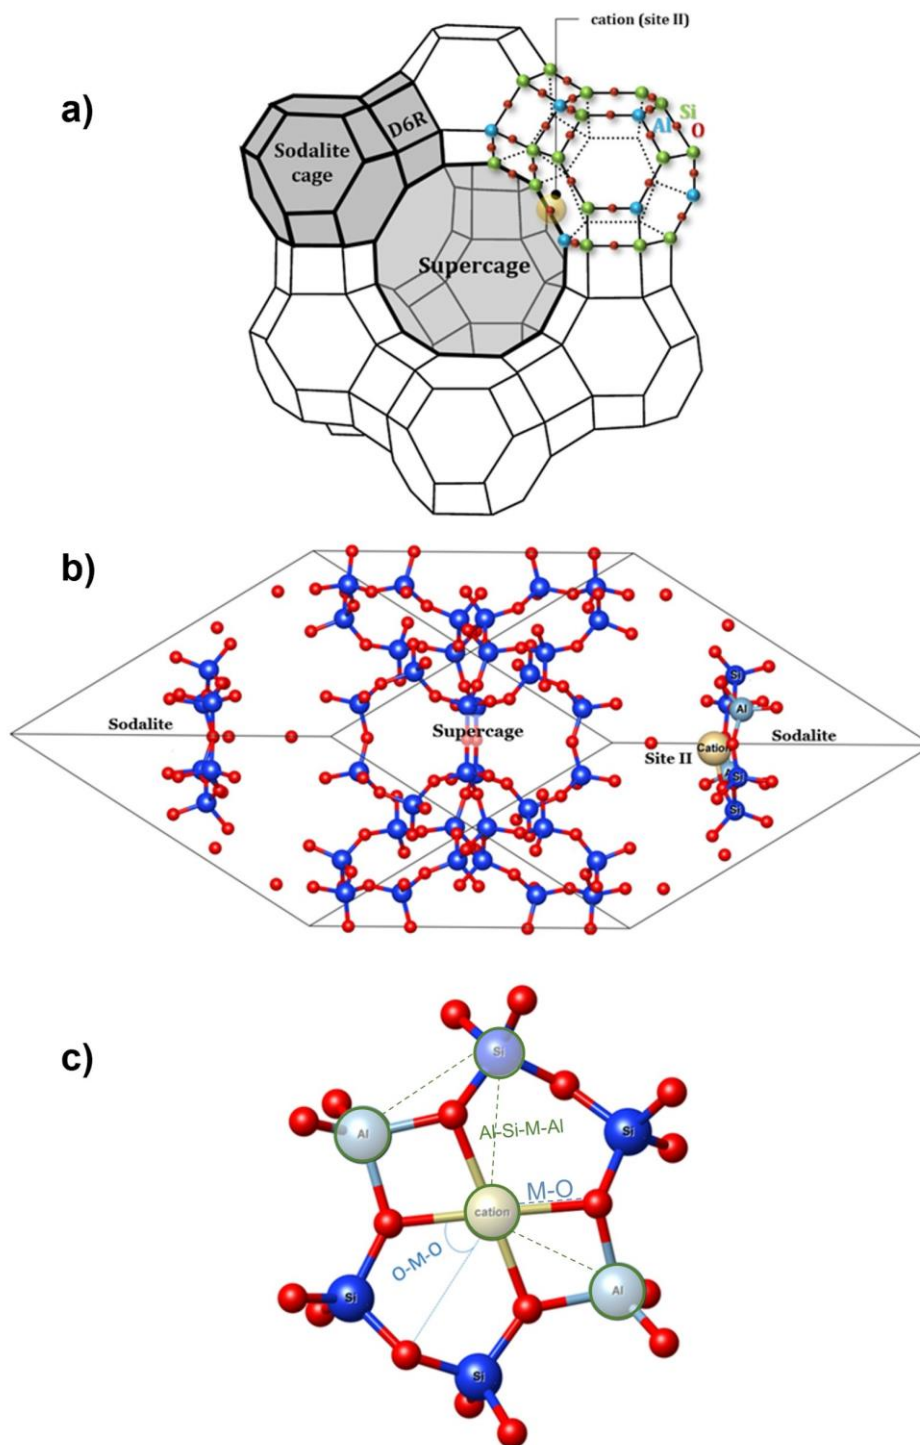 a)
cation (site II)
D6R
Sodalite
cage
Si
Al
O
Supercage
b)
Sodalite
Supercage
Site II
Sodalite
Si
Al
Cation
Si
Si
c)
Si
Al
Al-Si-M-Al
Si
M-O
cation
O-M-O
Al
Si
Si